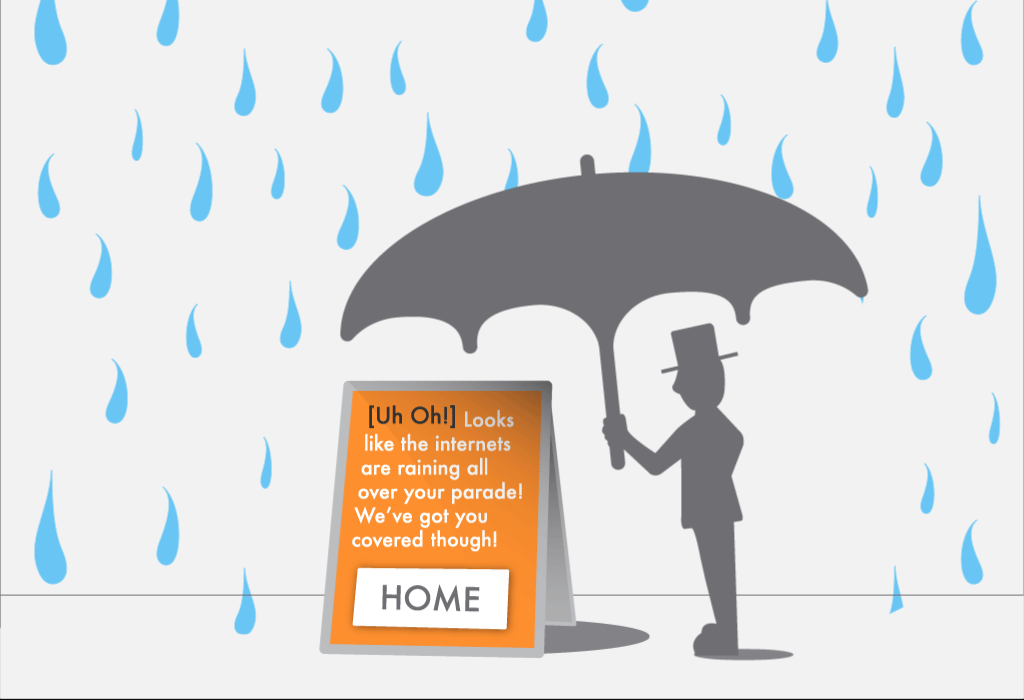 [Uh Oh!] Looks
like the internets
are raining all
over your parade!
We've got you
covered though!
HOME